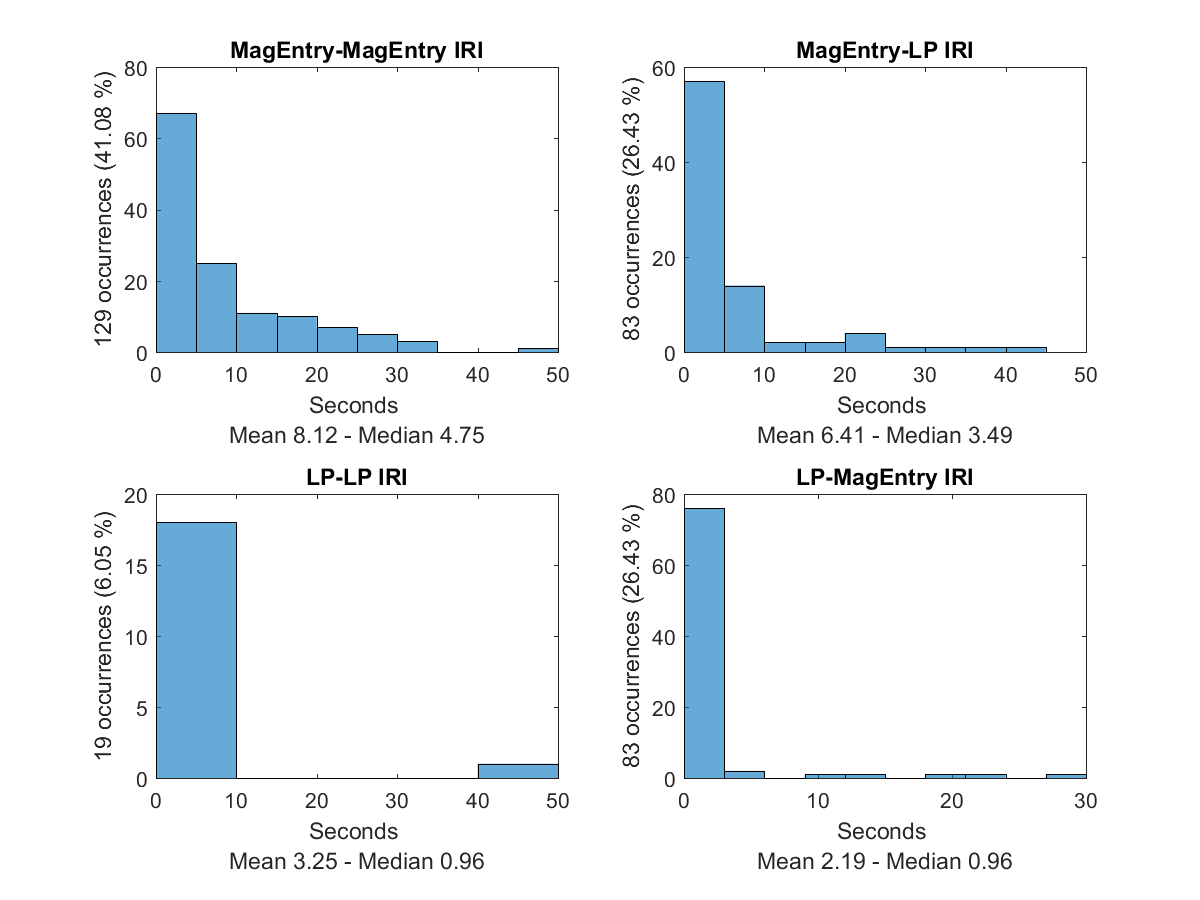 MagEntry-MagEntry IRI
129 occurrences (41.08 %)
80
60
40
20
0
0 10 20 30 40 50
Seconds
Mean 8.12 - Median 4.75
MagEntry-LP IRI
83 occurrences (26.43 %)
60
40
20
0
0 10 20 30 40 50
Seconds
Mean 6.41 - Median 3.49
LP-LP IRI
19 occurrences (6.05 %)
20
15
10
5
0
0 10 20 30 40 50
Seconds
Mean 3.25 - Median 0.96
LP-MagEntry IRI
83 occurrences (26.43 %)
80
60
40
20
0
0 10 20 30
Seconds
Mean 2.19 - Median 0.96